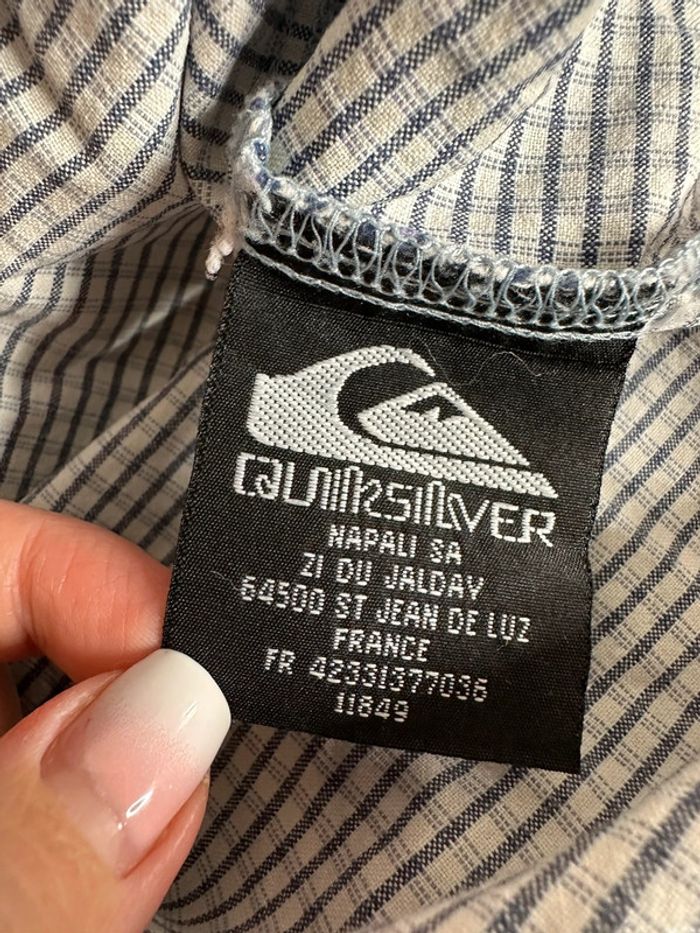 QUIKSILVER
NAPALI SA
ZI DU JALDAY
64500 ST JEAN DE LUZ
FRANCE
FR 42331377036
11849